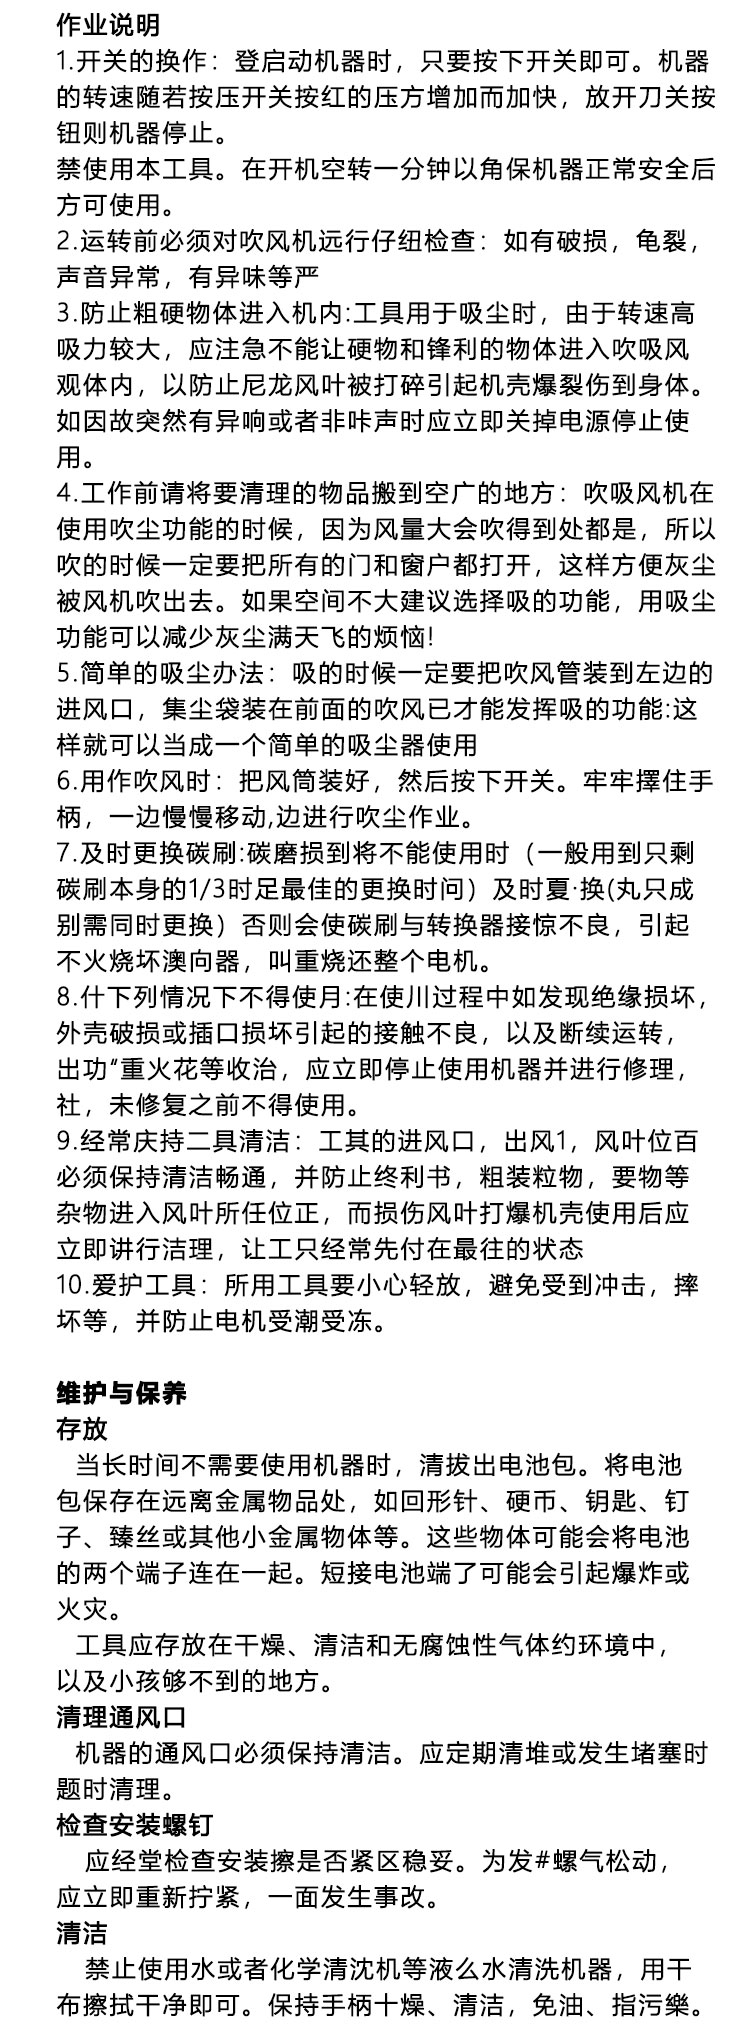 作业说明
1.开关的换作：登启动机器时，只要按下开关即可。机器
的转速随若按压开关按红的压方增加而加快，放开刀关按
钮则机器停止。
禁使用本工具。在开机空转一分钟以角保机器正常安全后
方可使用。
2.运转前必须对吹风机远行仔纽检查：如有破损，龟裂，
声音异常，有异味等严
3.防止粗硬物体进入机内:工具用于吸尘时，由于转速高
吸力较大，应注急不能让硬物和锋利的物体进入吹吸风
观体内，以防止尼龙风叶被打碎引起机壳爆裂伤到身体。
如因故突然有异响或者非咔声时应立即关掉电源停止使
用。
4.工作前请将要清理的物品搬到空广的地方：吹吸风机在
使用吹尘功能的时候，因为风量大会吹得到处都是，所以
吹的时候一定要把所有的门和窗户都打开，这样方便灰尘
被风机吹出去。如果空间不大建议选择吸的功能，用吸尘
功能可以减少灰尘满天飞的烦恼!
5.简单的吸尘办法：吸的时候一定要把吹风管装到左边的
进风口，集尘袋装在前面的吹风已才能发挥吸的功能:这
样就可以当成一个简单的吸尘器使用
6.用作吹风时：把风筒装好，然后按下开关。牢牢擇住手
柄，一边慢慢移动,边进行吹尘作业。
7.及时更换碳刷:碳磨损到将不能使用时（一般用到只剩
碳刷本身的1/3时足最佳的更换时问）及时夏·换(丸只成
别需同时更换）否则会使碳刷与转换器接惊不良，引起
不火烧坏澳向器，叫重烧还整个电机。
8.什下列情况下不得使月:在使川过程中如发现绝缘损坏，
外壳破损或插口损坏引起的接触不良，以及断续运转，
出功″重火花等收治，应立即停止使用机器并进行修理，
社，未修复之前不得使用。
9.经常庆持二具清洁：工其的进风口，出风1，风叶位百
必须保持清洁畅通，并防止终利书，粗装粒物，要物等
杂物进入风叶所任位正，而损伤风叶打爆机壳使用后应
立即讲行洁理，让工只经常先付在最往的状态
10.爱护工具：所用工具要小心轻放，避免受到冲击，摔
坏等，并防止电机受潮受冻。
维护与保养
存放
当长时间不需要使用机器时，清拔出电池包。将电池
包保存在远离金属物品处，如回形针、硬币、钥匙、钉
子、臻丝或其他小金属物体等。这些物体可能会将电池
的两个端子连在一起。短接电池端了可能会引起爆炸或
火灾。
工具应存放在干燥、清洁和无腐蚀性气体约环境中，
以及小孩够不到的地方。
清理通风口
机器的通风口必须保持清洁。应定期清堆或发生堵塞时
题时清理。
检查安装螺钉
应经堂检查安装擦是否紧区稳妥。为发#螺气松动，
应立即重新拧紧，一面发生事改。
清洁
禁止使用水或者化学清沈机等液么水清洗机器，用干
布擦拭干净即可。保持手柄十燥、清洁，免油、指污樂。